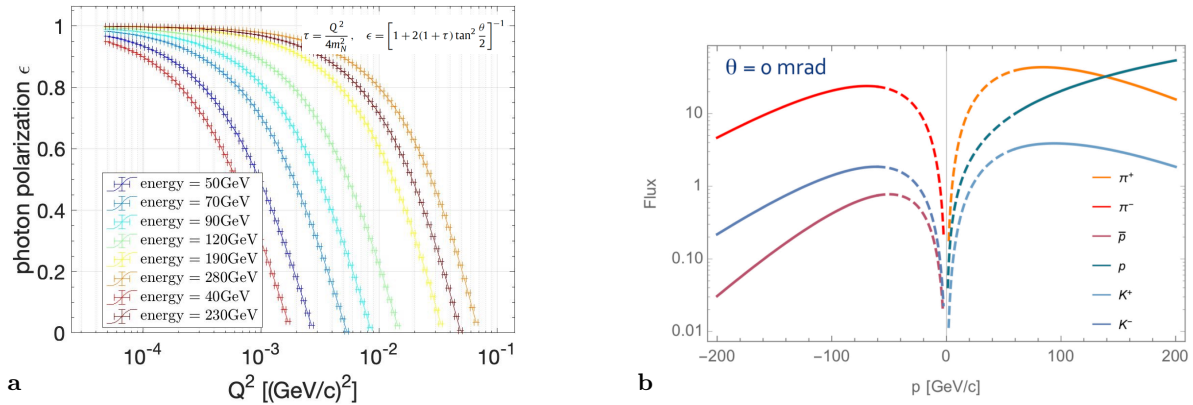 τ = Q²/4m²_N , ϵ = [1 + 2(1 + τ) tan² θ/2]⁻¹
photon polarization ϵ
1
0.8
0.6
0.4
0.2
0
energy = 50GeV
energy = 70GeV
energy = 90GeV
energy = 120GeV
energy = 190GeV
energy = 280GeV
energy = 40GeV
energy = 230GeV
10⁻⁴
10⁻³
10⁻²
10⁻¹
Q² [(GeV/c)²]
a
θ = 0 mrad
Flux
10
1
0.10
0.01
π⁺
π⁻
p̅
p
K⁺
K⁻
-200
-100
0
100
200
p [GeV/c]
b